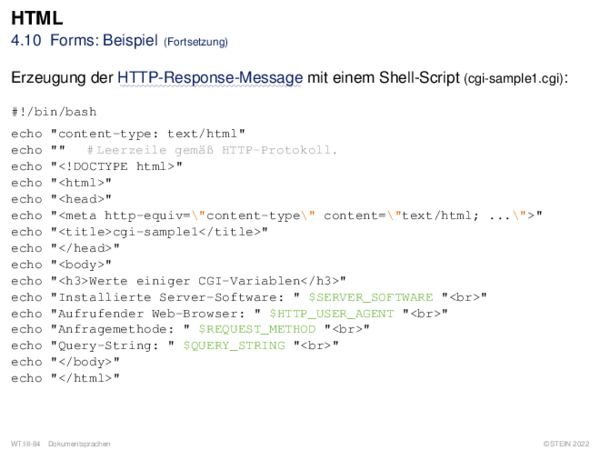 HTML
4.10 Forms: Beispiel (Fortsetzung)
Erzeugung der HTTP-Response-Message mit einem Shell-Script (cgi-sample1.cgi):
#!/bin/bash
echo "content-type: text/html"
echo "" #Leerzeile gemäß HTTP-Protokoll.
echo "<!DOCTYPE html>"
echo "<html>"
echo "<head>"
echo "<meta http-equiv=\"content-type\" content=\"text/html; ...\">"
echo "<title>cgi-sample1</title>"
echo "</head>"
echo "<body>"
echo "<h3>Werte einiger CGI-Variablen</h3>"
echo "Installierte Server-Software: " $SERVER_SOFTWARE "<br>"
echo "Aufrufender Web-Browser: " $HTTP_USER_AGENT "<br>"
echo "Anfragemethode: " $REQUEST_METHOD "<br>"
echo "Query-String: " $QUERY_STRING "<br>"
echo "</body>"
echo "</html>"
WT:III-84 Dokumentsprachen ©STEIN 2022